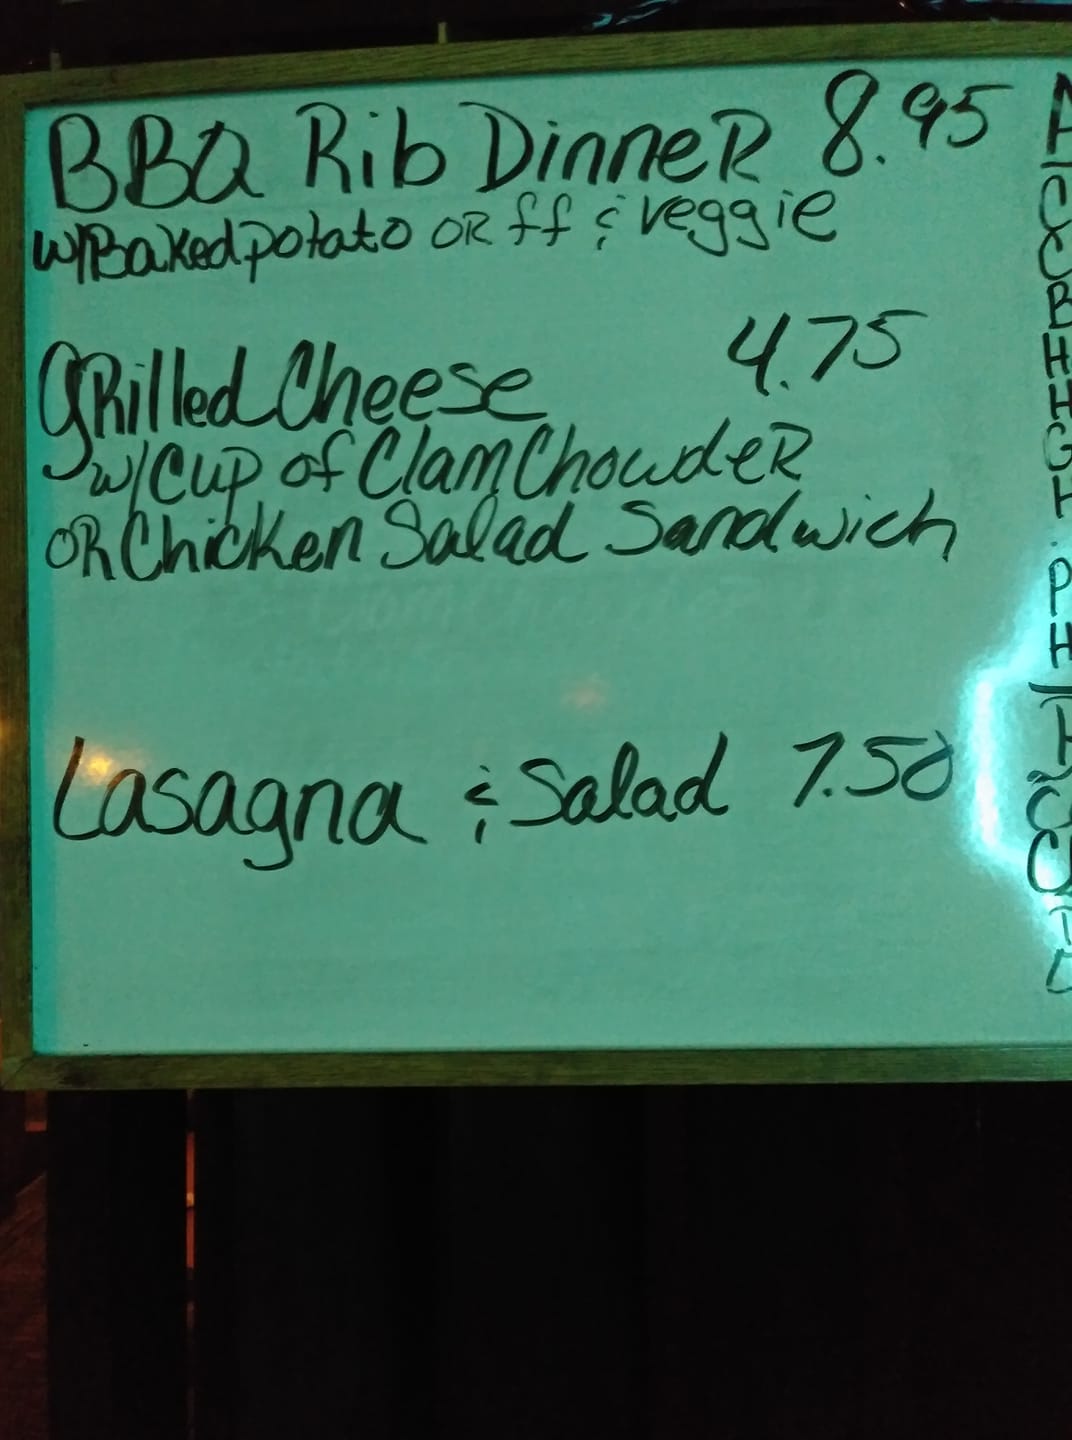 BBQ Rib DinneR 8.95
w/Baked potato OR ff & veggie
gRilled Cheese 4.75
w/Cup of Clam ChowdeR
OR Chicken Salad Sandwich
Lasagna & Salad 7.50